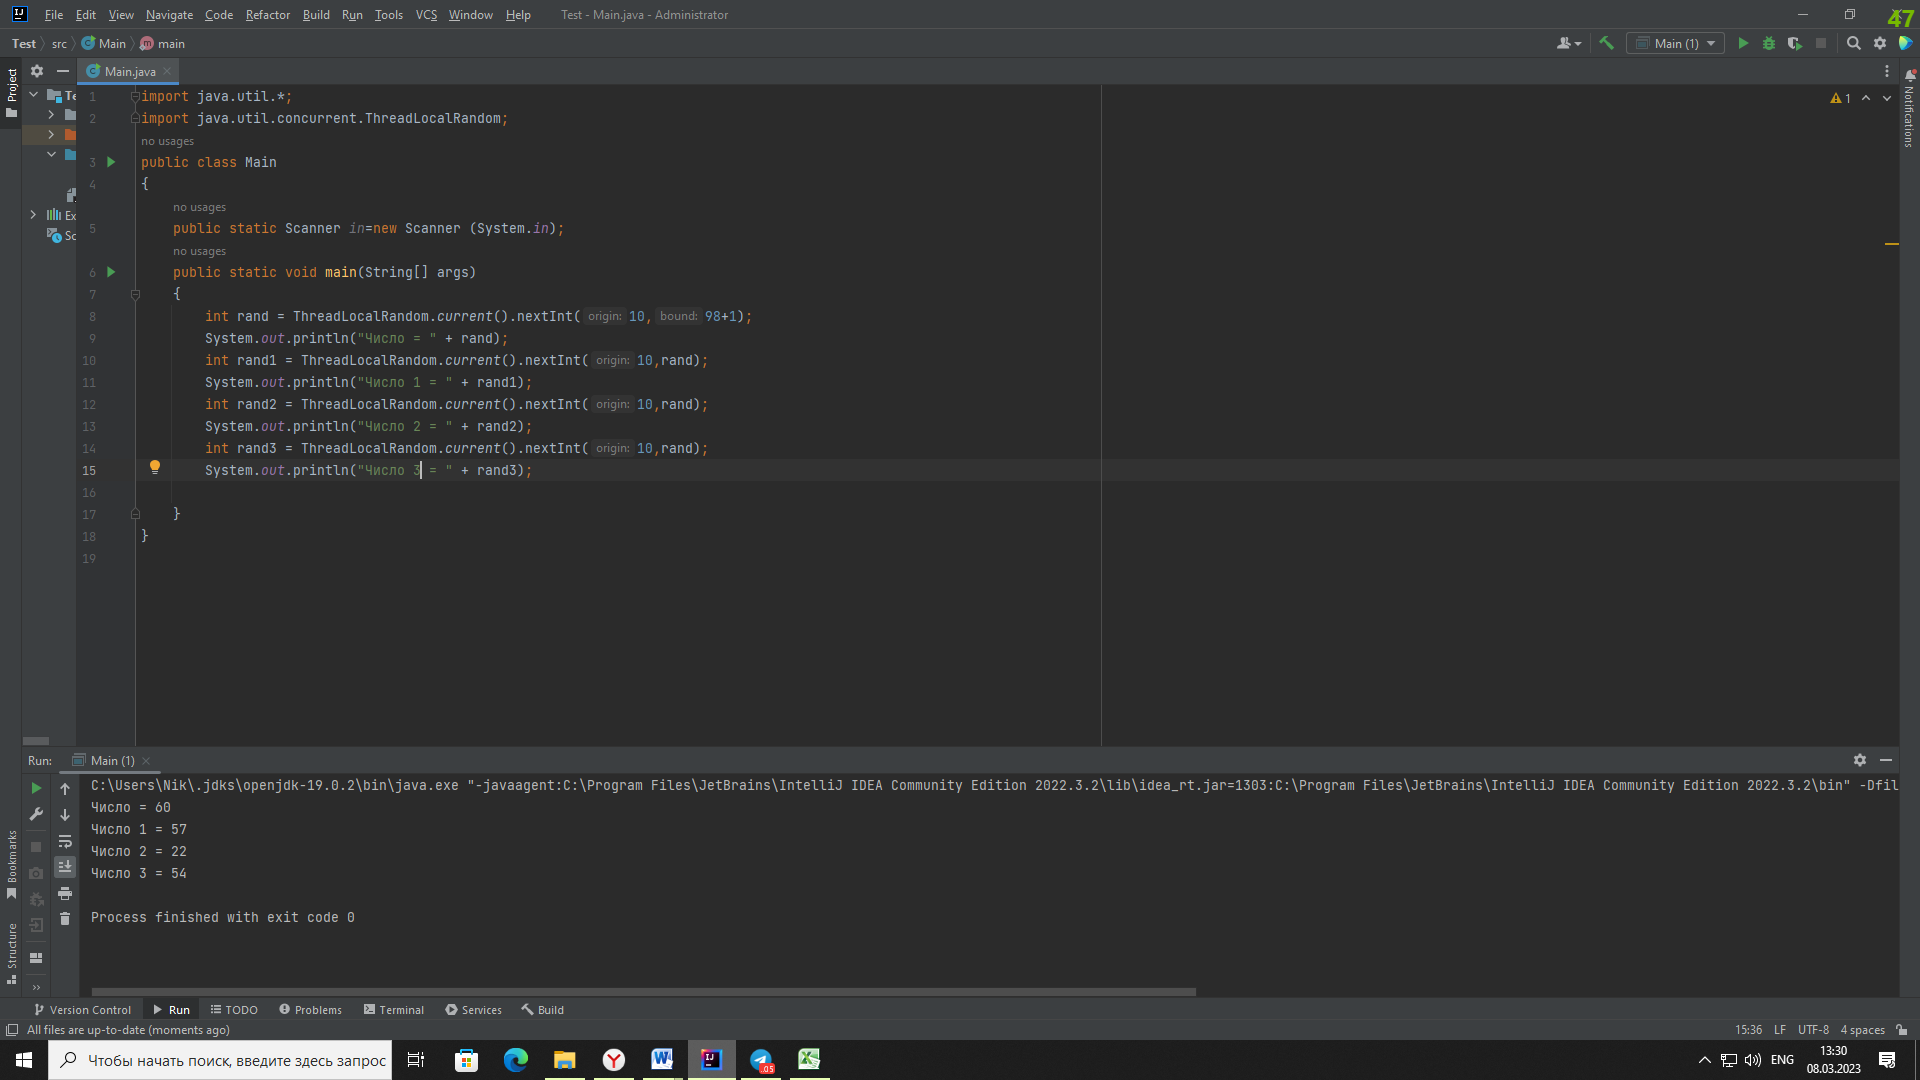 File Edit View Navigate Code Refactor Build Run Tools VCS Window Help Test - Main.java - Administrator
47
Test src Main main Main (1)
Project
Main.java
Te
Ex
Sc
1 import java.util.*;
2 import java.util.concurrent.ThreadLocalRandom;
no usages
3 public class Main
4 {
no usages
5 public static Scanner in=new Scanner (System.in);
no usages
6 public static void main(String[] args)
7 {
8 int rand = ThreadLocalRandom.current().nextInt( origin: 10, bound: 98+1);
9 System.out.println("Число = " + rand);
10 int rand1 = ThreadLocalRandom.current().nextInt( origin: 10,rand);
11 System.out.println("Число 1 = " + rand1);
12 int rand2 = ThreadLocalRandom.current().nextInt( origin: 10,rand);
13 System.out.println("Число 2 = " + rand2);
14 int rand3 = ThreadLocalRandom.current().nextInt( origin: 10,rand);
15 System.out.println("Число 3 = " + rand3);
16
17 }
18 }
19
1
Notifications
Run: Main (1)
C:\Users\Nik\.jdks\openjdk-19.0.2\bin\java.exe "-javaagent:C:\Program Files\JetBrains\IntelliJ IDEA Community Edition 2022.3.2\lib\idea_rt.jar=1303:C:\Program Files\JetBrains\IntelliJ IDEA Community Edition 2022.3.2\bin" -Dfil
Число = 60
Число 1 = 57
Число 2 = 22
Число 3 = 54
Process finished with exit code 0
Bookmarks
Structure
Version Control Run TODO Problems Terminal Services Build
All files are up-to-date (moments ago) 15:36 LF UTF-8 4 spaces
Чтобы начать поиск, введите здесь запрос
ENG
13:30
08.03.2023